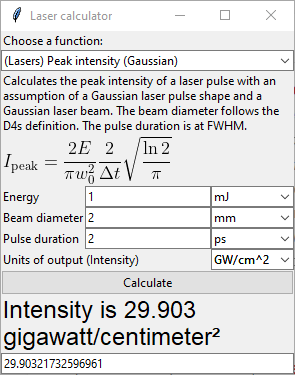 Laser calculator
Choose a function:
(Lasers) Peak intensity (Gaussian)
Calculates the peak intensity of a laser pulse with an
assumption of a Gaussian laser pulse shape and a
Gaussian laser beam. The beam diameter follows the
D4s definition. The pulse duration is at FWHM.
I_peak = \frac{2E}{\pi w_0^2} \frac{2}{\Delta t} \sqrt{\frac{\ln 2}{\pi}}
Energy 1 mJ
Beam diameter 2 mm
Pulse duration 2 ps
Units of output (Intensity) GW/cm^2
Calculate
Intensity is 29.903
gigawatt/centimeter²
29.90321732596961